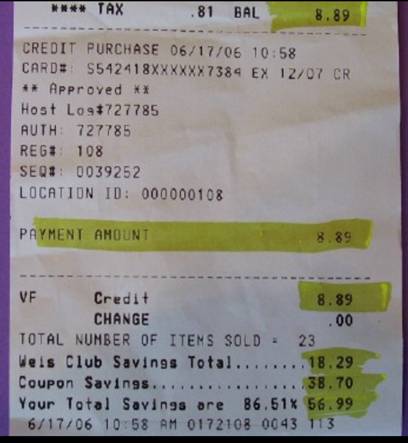 **** TAX .81 BAL 8.89
CREDIT PURCHASE 06/17/06 10:58
CARD#: S542418XXXXXX7384 EX 12/07 CR
** Approved **
Host Log#727785
AUTH: 727785
REG#: 108
SEQ#: 0039252
LOCATION ID: 000000108
PAYMENT AMOUNT 8.89
VF Credit 8.89
CHANGE .00
TOTAL NUMBER OF ITEMS SOLD = 23
Weis Club Savings Total........18.29
Coupon Savings.................38.70
Your Total Savings are 86.51% 56.99
6/17/06 10:58 AM 0172108 0043 113